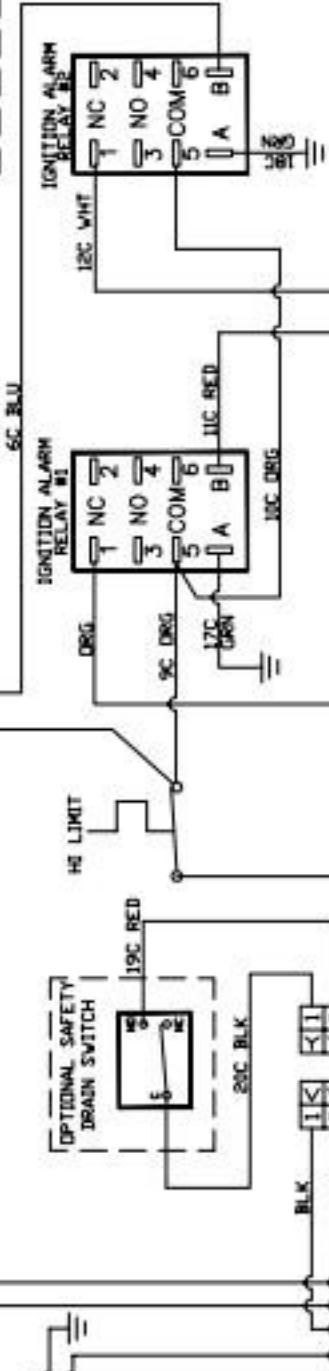 IGNITION ALARM
RELAY #2
NC
NO
COM
1
2
3
4
5
6
A
B
18C
GRN
12C WHT
6C BLU
11C RED
10C ORG
IGNITION ALARM
RELAY #1
NC
NO
COM
1
2
3
4
5
6
A
B
ORG
9C ORG
17C
GRN
HI LIMIT
19C RED
OPTIONAL SAFETY
DRAIN SWITCH
NO
NC
C
20C BLK
1
1
BLK